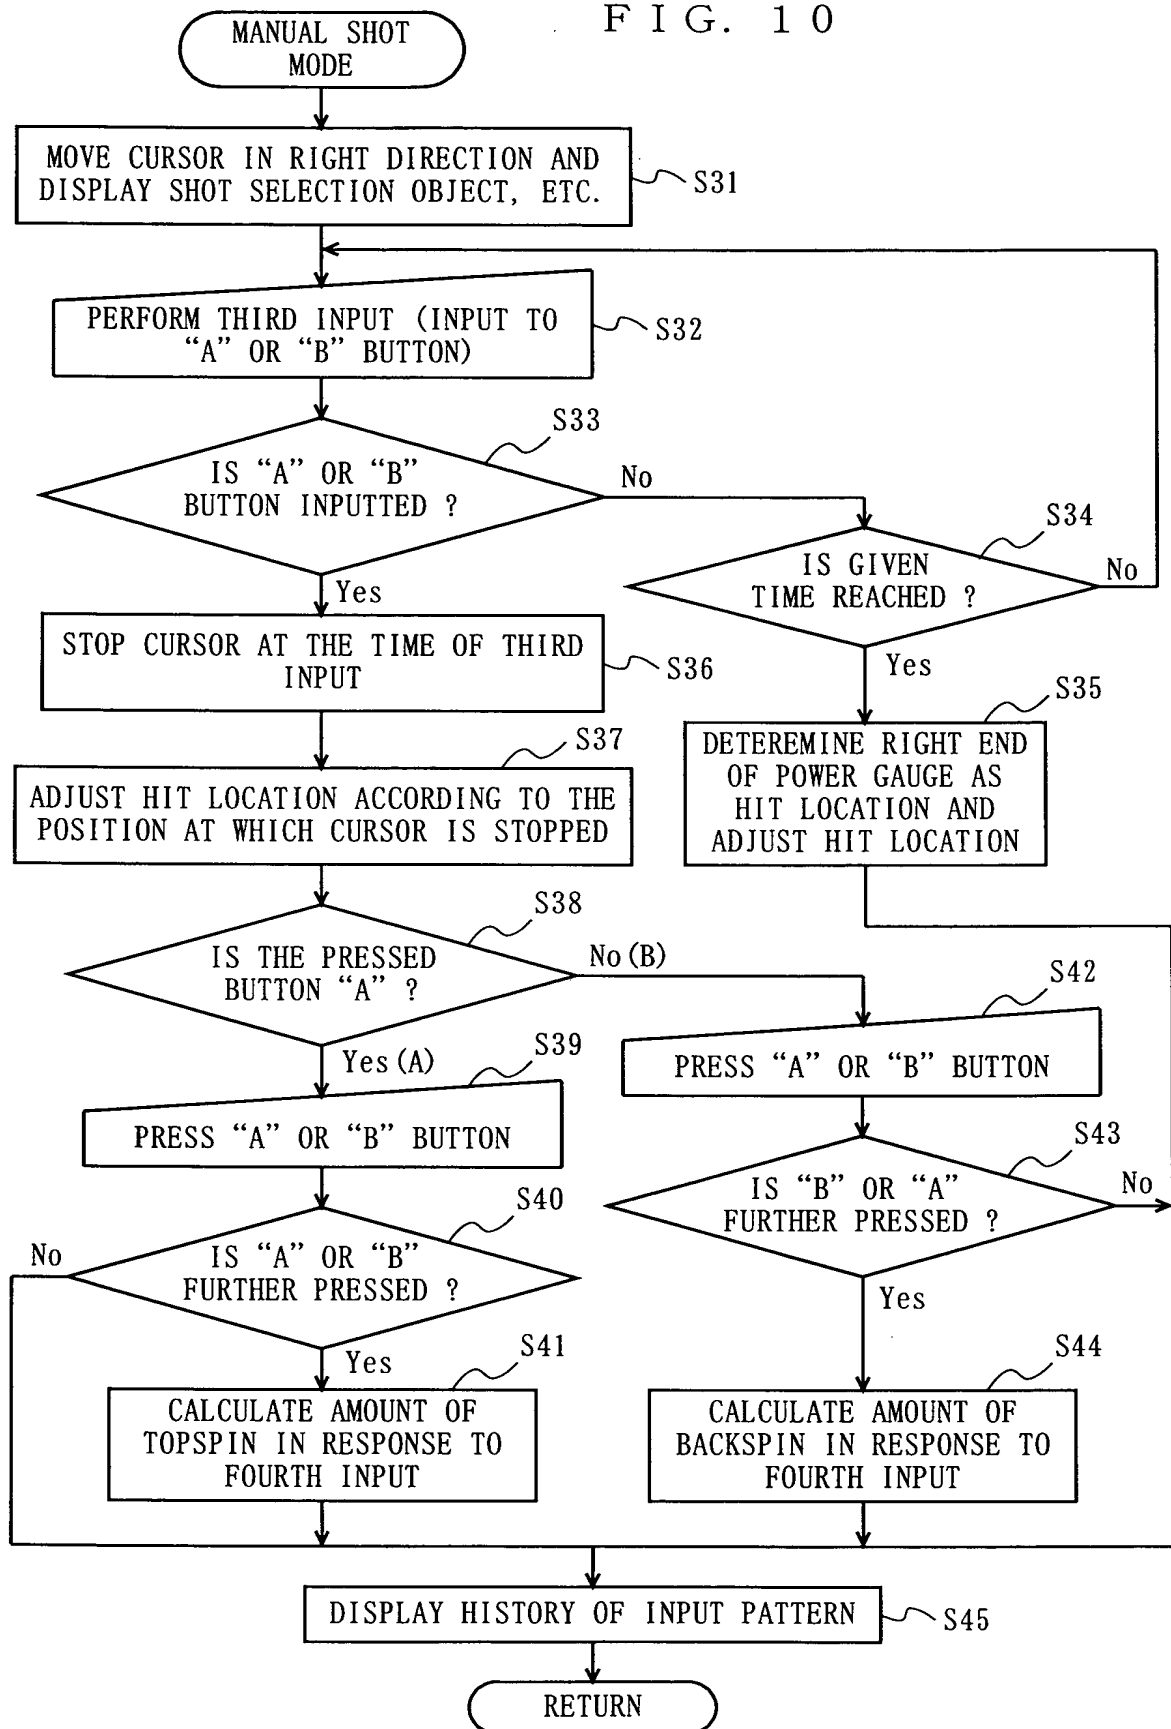 FIG. 10
MANUAL SHOT
MODE
MOVE CURSOR IN RIGHT DIRECTION AND
DISPLAY SHOT SELECTION OBJECT, ETC.
S31
PERFORM THIRD INPUT (INPUT TO
“A” OR “B” BUTTON)
S32
S33
IS “A” OR “B”
BUTTON INPUTTED ?
No
Yes
S34
IS GIVEN
TIME REACHED ?
No
Yes
STOP CURSOR AT THE TIME OF THIRD
INPUT
S36
S35
DETEREMINE RIGHT END
OF POWER GAUGE AS
HIT LOCATION AND
ADJUST HIT LOCATION
S37
ADJUST HIT LOCATION ACCORDING TO THE
POSITION AT WHICH CURSOR IS STOPPED
S38
IS THE PRESSED
BUTTON “A” ?
No(B)
Yes(A)
S39
PRESS “A” OR “B” BUTTON
S42
PRESS “A” OR “B” BUTTON
S40
IS “A” OR “B”
FURTHER PRESSED ?
No
Yes
S43
IS “B” OR “A”
FURTHER PRESSED ?
No
Yes
S41
CALCULATE AMOUNT OF
TOPSPIN IN RESPONSE TO
FOURTH INPUT
S44
CALCULATE AMOUNT OF
BACKSPIN IN RESPONSE TO
FOURTH INPUT
DISPLAY HISTORY OF INPUT PATTERN
S45
RETURN